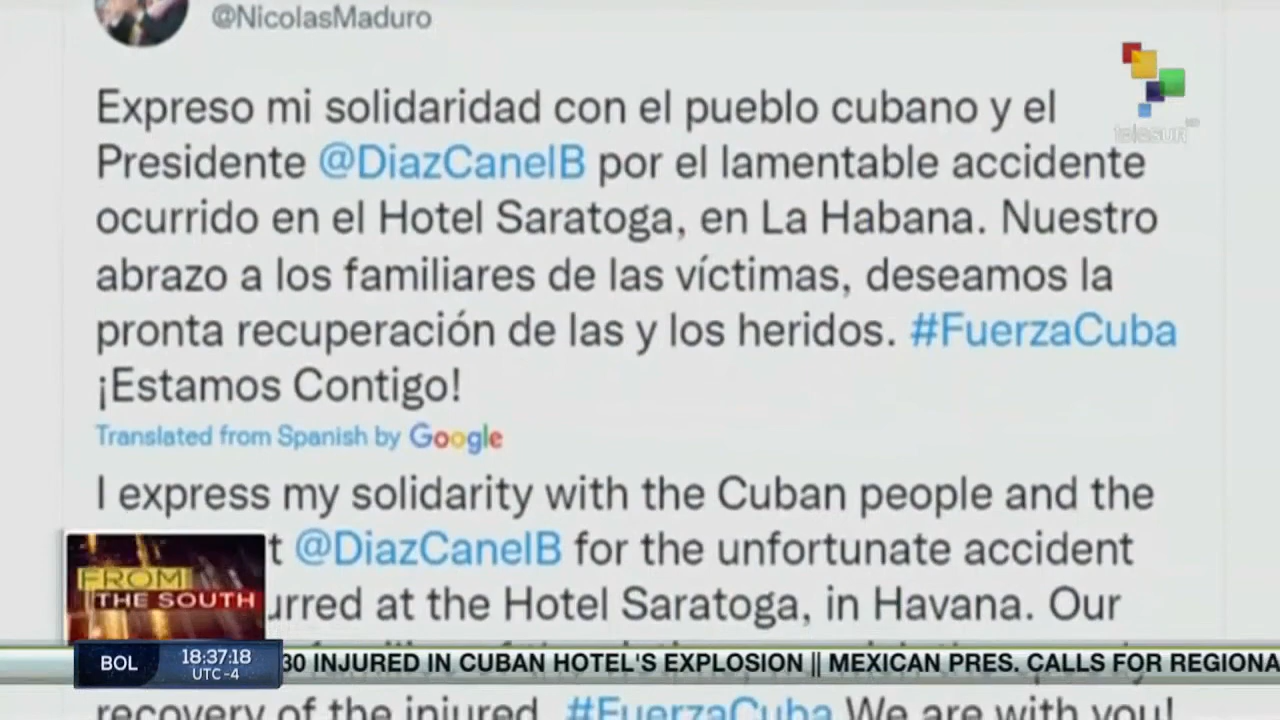 @NicolasMaduro
telesur
Expreso mi solidaridad con el pueblo cubano y el
Presidente @DiazCanelB por el lamentable accidente
ocurrido en el Hotel Saratoga, en La Habana. Nuestro
abrazo a los familiares de las víctimas, deseamos la
pronta recuperación de las y los heridos. #FuerzaCuba
¡Estamos Contigo!
Translated from Spanish by Google
I express my solidarity with the Cuban people and the
t @DiazCanelB for the unfortunate accident
urred at the Hotel Saratoga, in Havana. Our
recovery of the injured. #FuerzaCuba We are with you!
FROM
THE SOUTH
BOL
18:37:18
UTC-4
30 INJURED IN CUBAN HOTEL'S EXPLOSION || MEXICAN PRES. CALLS FOR REGIONA